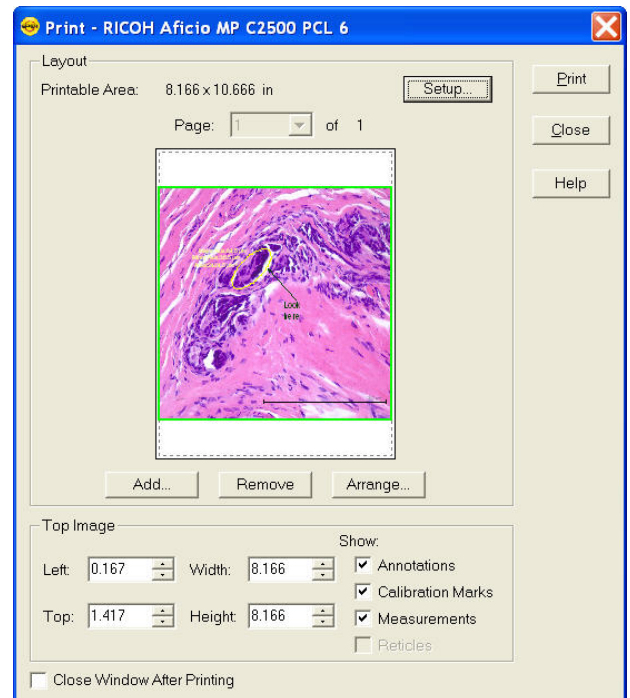 Print - RICOH Aficio MP C2500 PCL 6
Layout
Printable Area: 8.166 x 10.666 in
Setup...
Page: 1 of 1
Look
here
Add... Remove Arrange...
Print
Close
Help
Top Image
Show:
Left: 0.167 Width: 8.166
Top: 1.417 Height: 8.166
Annotations
Calibration Marks
Measurements
Reticles
Close Window After Printing